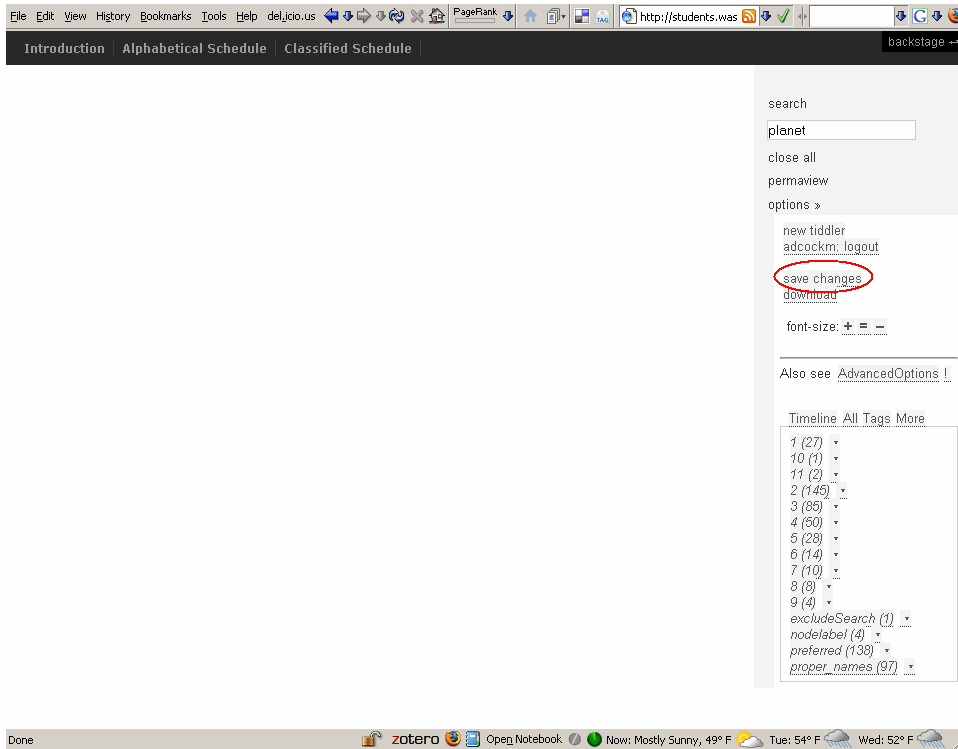 File Edit View History Bookmarks Tools Help del.icio.us PageRank TAG http://students.was G
Introduction Alphabetical Schedule Classified Schedule backstage
search
planet
close all
permaview
options »
new tiddler
adcockm: logout
save changes
download
font-size: + = −
Also see AdvancedOptions !
Timeline All Tags More
1 (27)
10 (1)
11 (2)
2 (145)
3 (85)
4 (50)
5 (28)
6 (14)
7 (10)
8 (8)
9 (4)
excludeSearch (1)
nodelabel (4)
preferred (138)
proper_names (97)
Done zotero Open Notebook Now: Mostly Sunny, 49° F Tue: 54° F Wed: 52° F